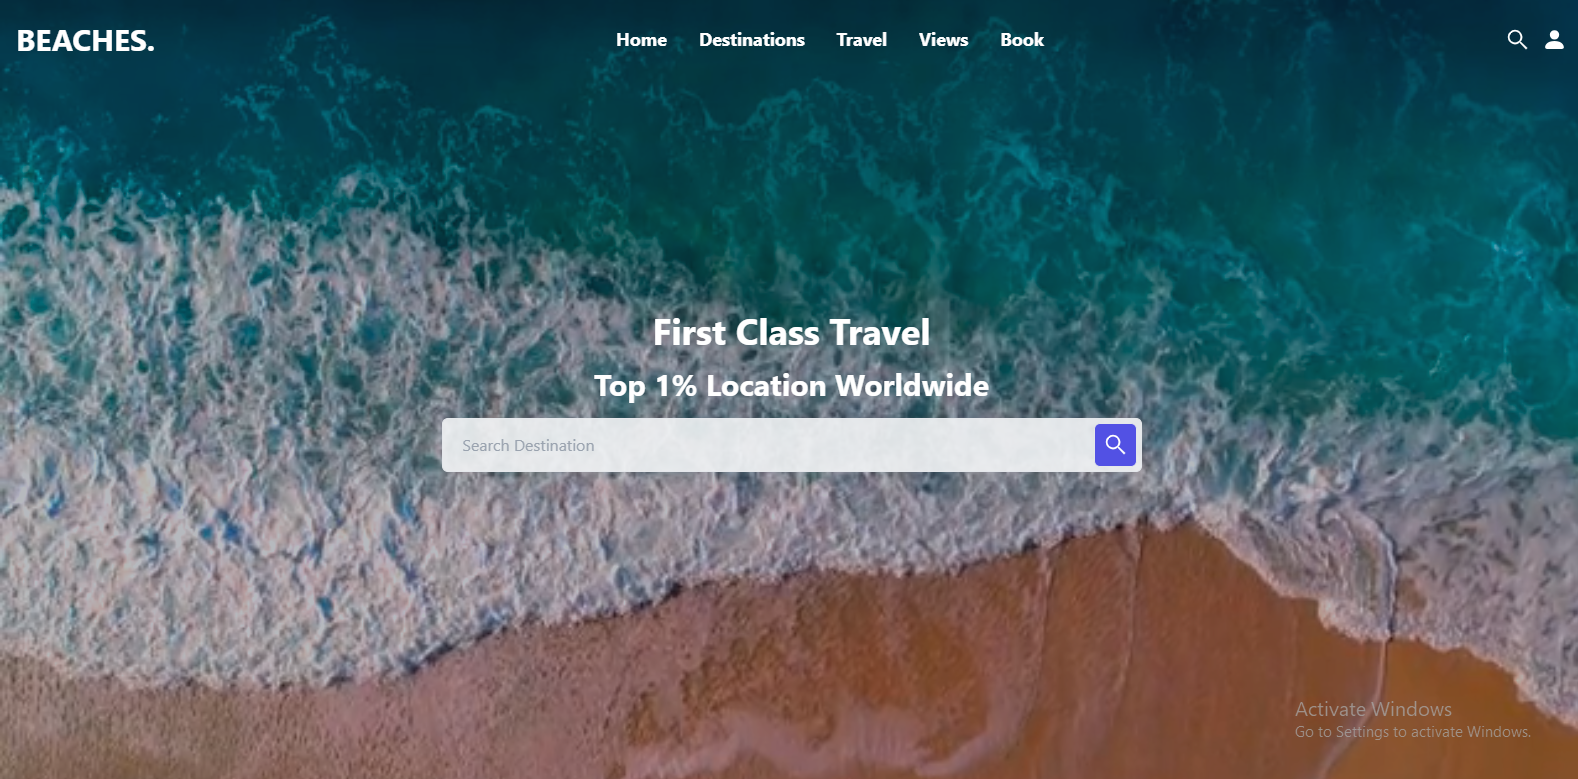 BEACHES.
Home
Destinations
Travel
Views
Book
First Class Travel
Top 1% Location Worldwide
Search Destination
Activate Windows
Go to Settings to activate Windows.